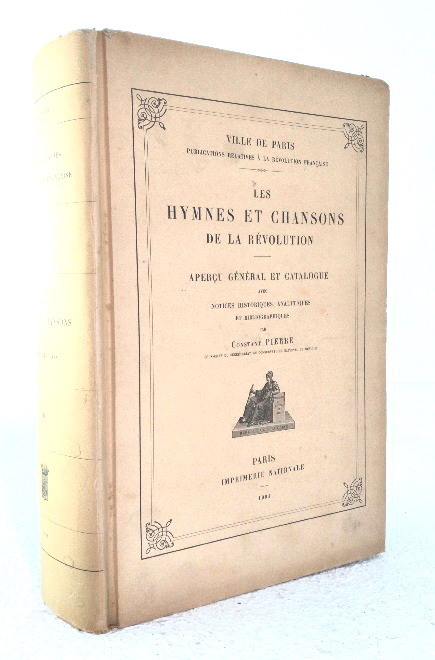 VILLE DE PARIS
PUBLICATIONS RELATIVES À LA RÉVOLUTION FRANÇAISE
LES
HYMNES ET CHANSONS
DE LA RÉVOLUTION
APERÇU GÉNÉRAL ET CATALOGUE
AVEC
NOTICES HISTORIQUES, ANALYTIQUES
ET BIBLIOGRAPHIQUES
PAR
CONSTANT PIERRE
PARIS
IMPRIMERIE NATIONALE
1904